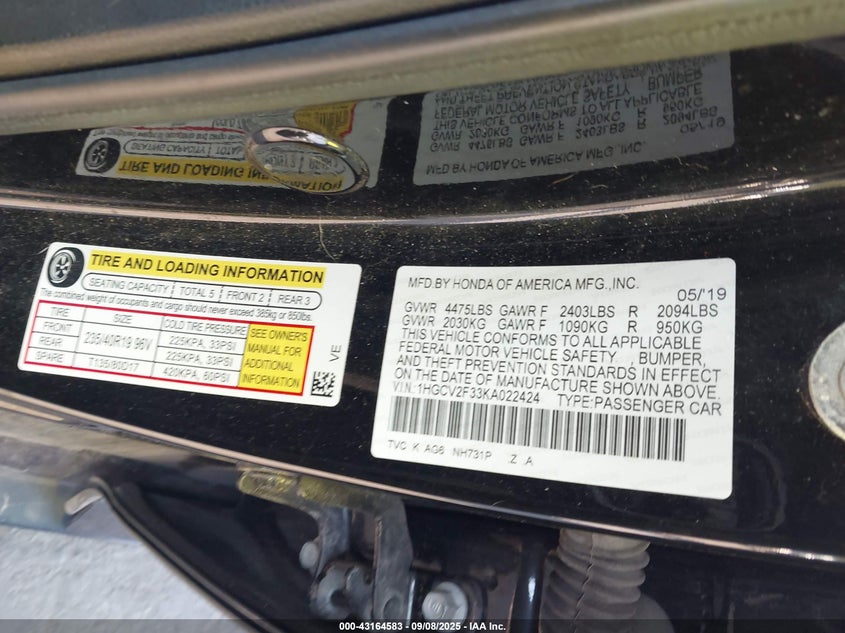 TIRE AND LOADING INFORMATION
SEATING CAPACITY TOTAL 5 FRONT 2 REAR 3
The combined weight of occupants and cargo should never exceed 385kg or 850lbs.
TIRE SIZE COLD TIRE PRESSURE SEE OWNER'S MANUAL FOR ADDITIONAL INFORMATION
FRONT 235/40R19 96V 225KPA, 33PSI
REAR 225KPA, 33PSI
SPARE T135/80D17 420KPA, 60PSI
VE
MFD.BY HONDA OF AMERICA MFG.,INC.
05/'19
GVWR 4475LBS GAWR F 2403LBS R 2094LBS
GVWR 2030KG GAWR F 1090KG R 950KG
THIS VEHICLE CONFORMS TO ALL APPLICABLE
FEDERAL MOTOR VEHICLE SAFETY , BUMPER,
AND THEFT PREVENTION STANDARDS IN EFFECT
ON THE DATE OF MANUFACTURE SHOWN ABOVE.
V.I.N.: 1HGCV2F33KA022424 TYPE:PASSENGER CAR
TVC K AG6 NH731P Z A
000-43164583 - 09/08/2025 - IAA Inc.